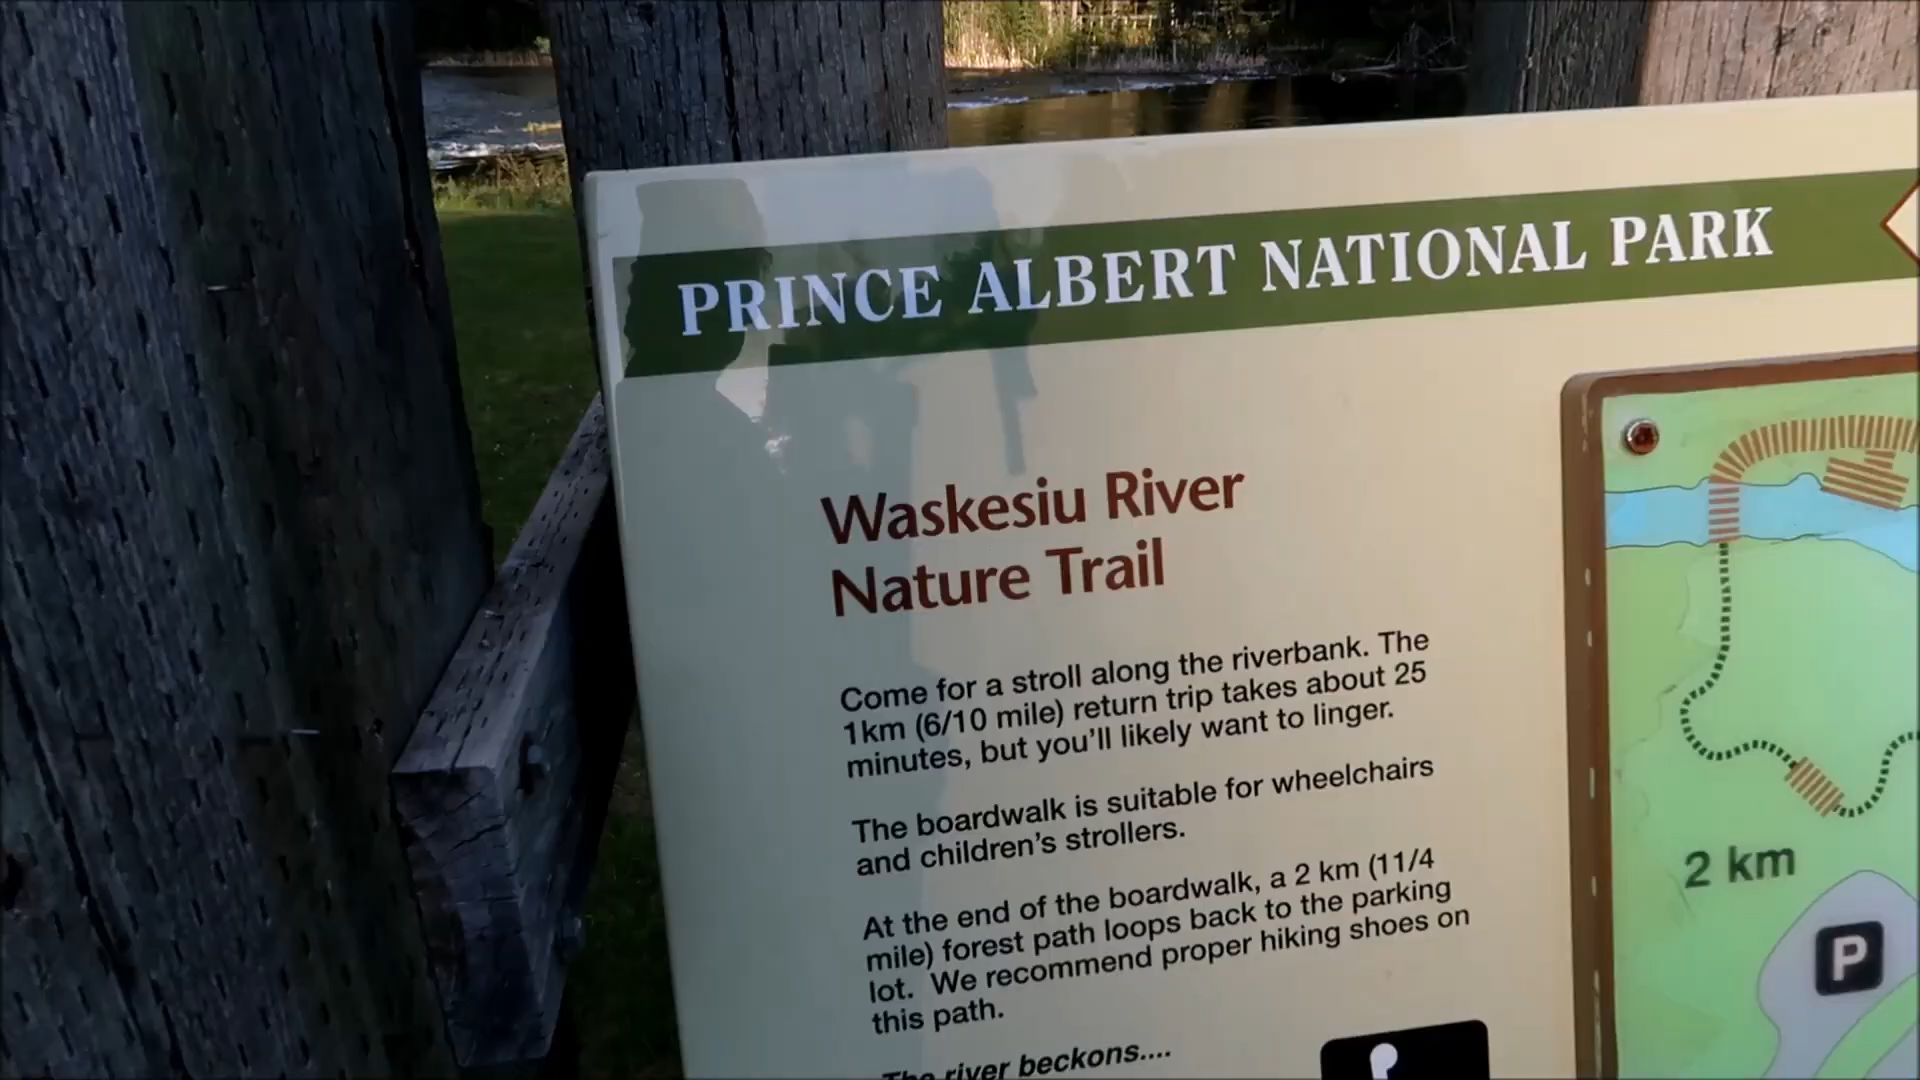 PRINCE ALBERT NATIONAL PARK
Waskesiu River
Nature Trail
Come for a stroll along the riverbank. The
1km (6/10 mile) return trip takes about 25
minutes, but you'll likely want to linger.
The boardwalk is suitable for wheelchairs
and children's strollers.
At the end of the boardwalk, a 2 km (11/4
mile) forest path loops back to the parking
lot. We recommend proper hiking shoes on
this path.
The river beckons....
2 km
P